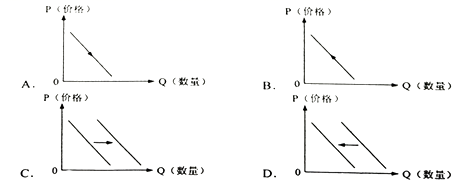 P（价格） P（价格）
A． 0 Q（数量） B． 0 Q（数量）
P（价格） P（价格）
C． 0 Q（数量） D． 0 Q（数量）